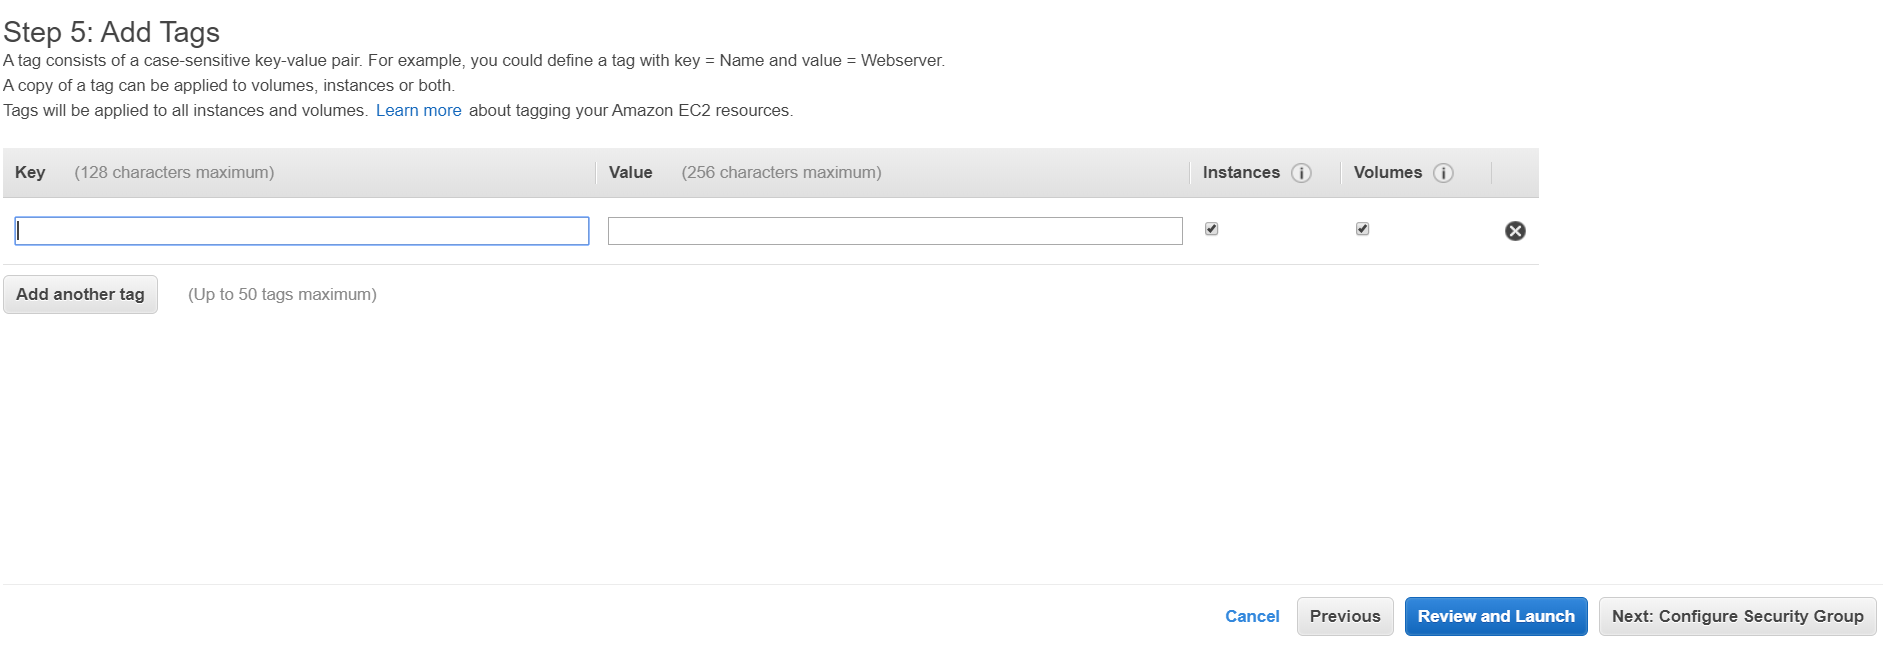 Step 5: Add Tags
A tag consists of a case-sensitive key-value pair. For example, you could define a tag with key = Name and value = Webserver.
A copy of a tag can be applied to volumes, instances or both.
Tags will be applied to all instances and volumes. Learn more about tagging your Amazon EC2 resources.
Key (128 characters maximum) Value (256 characters maximum) Instances i Volumes i
Add another tag (Up to 50 tags maximum)
Cancel Previous Review and Launch Next: Configure Security Group